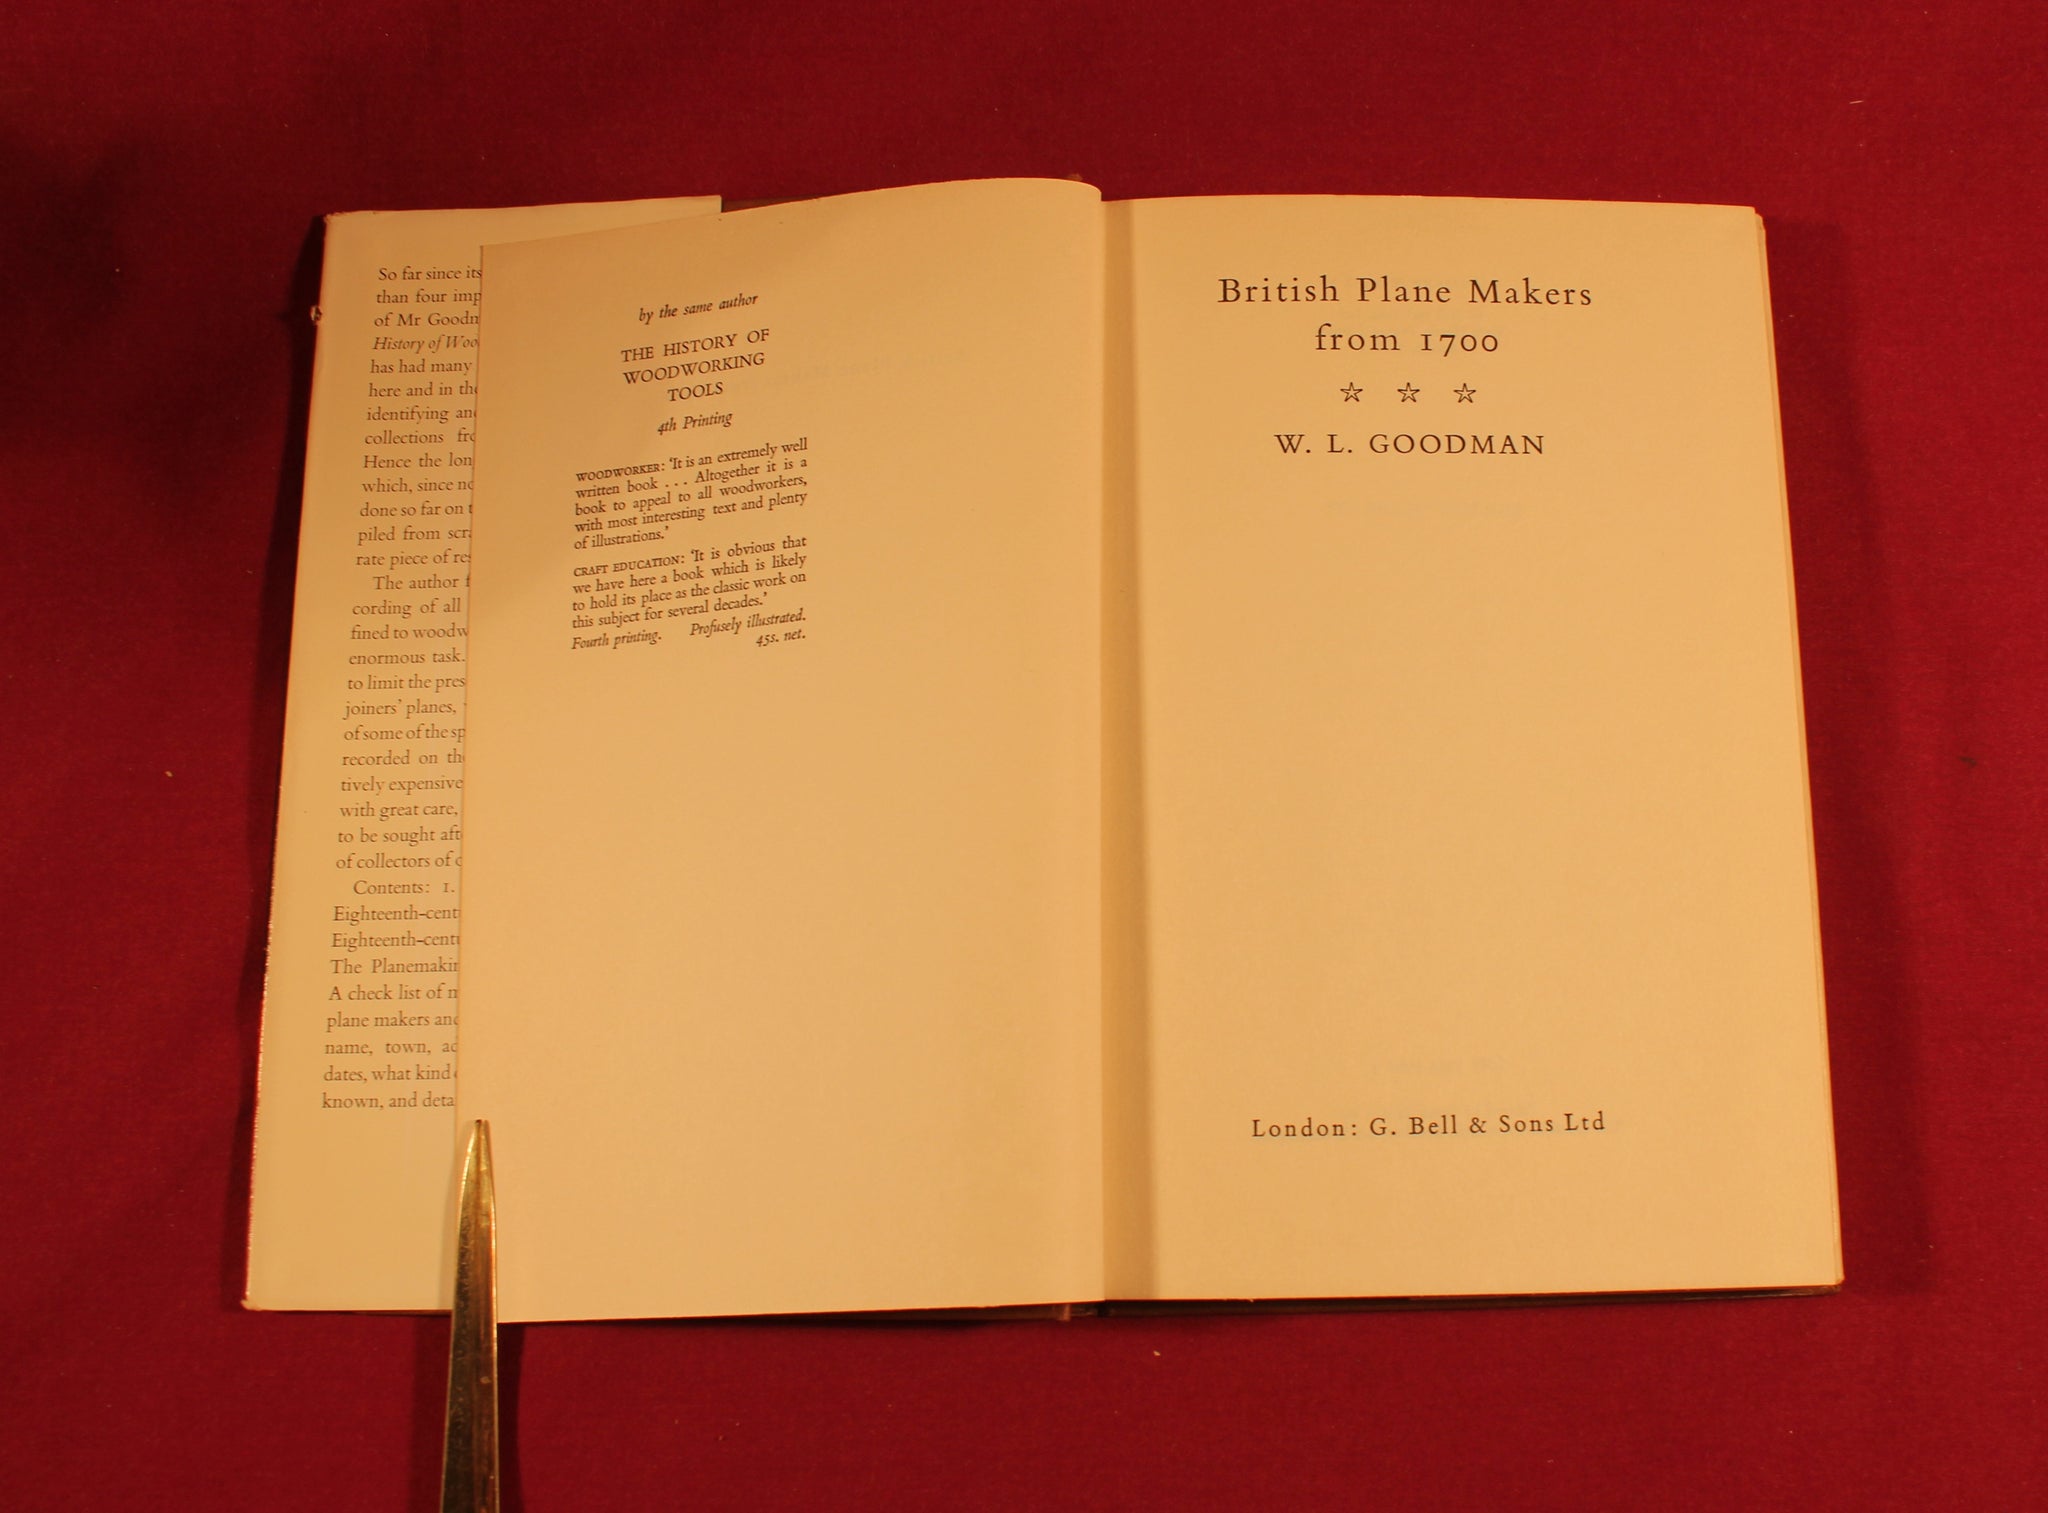 So far since its
than four imp
of Mr Goodn
History of Woo
has had many
here and in the
identifying an
collections fro
Hence the lon
which, since no
done so far on t
piled from scr
rate piece of re
The author f
cording of all
fined to woodw
enormous task.
to limit the pres
joiners' planes,
of some of the sp
recorded on th
tively expensive
with great care,
to be sought aft
of collectors of
Contents: 1.
Eighteenth-cent
Eighteenth-cent
The Planemakin
A check list of m
plane makers and
name, town, ad
dates, what kind
known, and deta
by the same author
THE HISTORY OF
WOODWORKING
TOOLS
4th Printing
WOODWORKER: 'It is an extremely well
written book . . . Altogether it is a
book to appeal to all woodworkers,
with most interesting text and plenty
of illustrations.'
CRAFT EDUCATION: 'It is obvious that
we have here a book which is likely
to hold its place as the classic work on
this subject for several decades.'
Fourth printing. Profusely illustrated.
45s. net.
British Plane Makers
from 1700
☆ ☆ ☆
W. L. GOODMAN
London: G. Bell & Sons Ltd